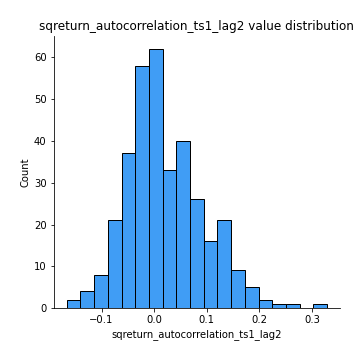 sqreturn_autocorrelation_ts1_lag2 value distribution
60
50
40
30
20
10
0
Count
−0.1 0.0 0.1 0.2 0.3
sqreturn_autocorrelation_ts1_lag2